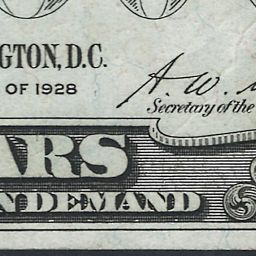 GTON, D.C.
OF 1928
A. W.
Secretary of the
ARS
N DEMAND